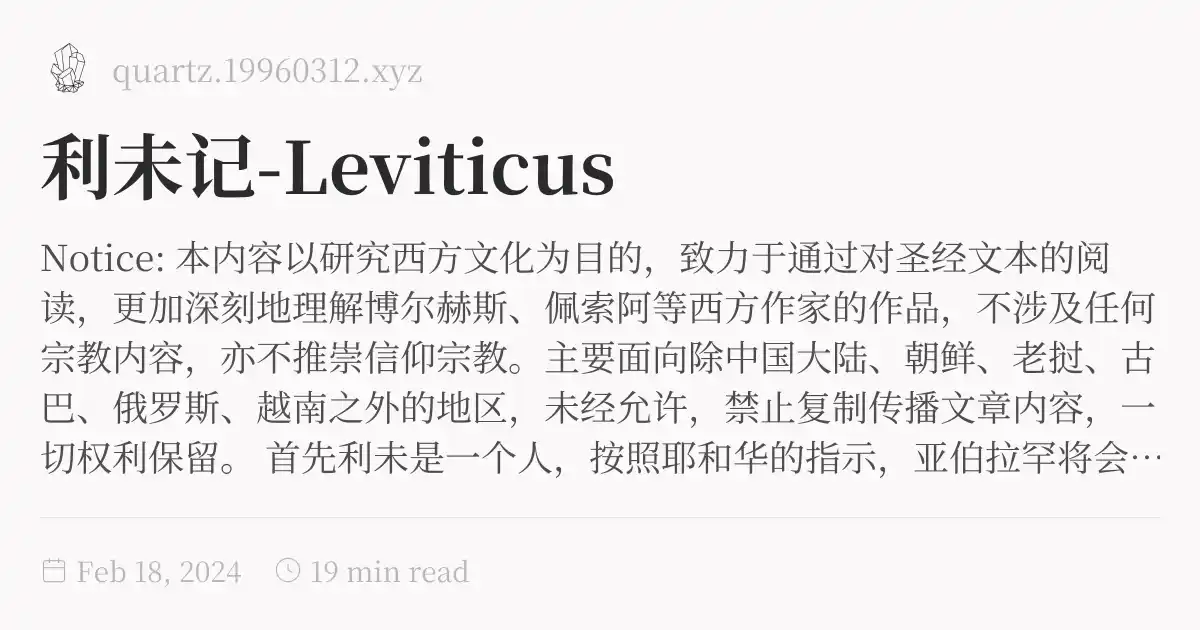 quartz.19960312.xyz
利未记-Leviticus
Notice: 本内容以研究西方文化为目的，致力于通过对圣经文本的阅
读，更加深刻地理解博尔赫斯、佩索阿等西方作家的作品，不涉及任何
宗教内容，亦不推崇信仰宗教。主要面向除中国大陆、朝鲜、老挝、古
巴、俄罗斯、越南之外的地区，未经允许，禁止复制传播文章内容，一
切权利保留。 首先利未是一个人，按照耶和华的指示，亚伯拉罕将会…
Feb 18, 2024 19 min read